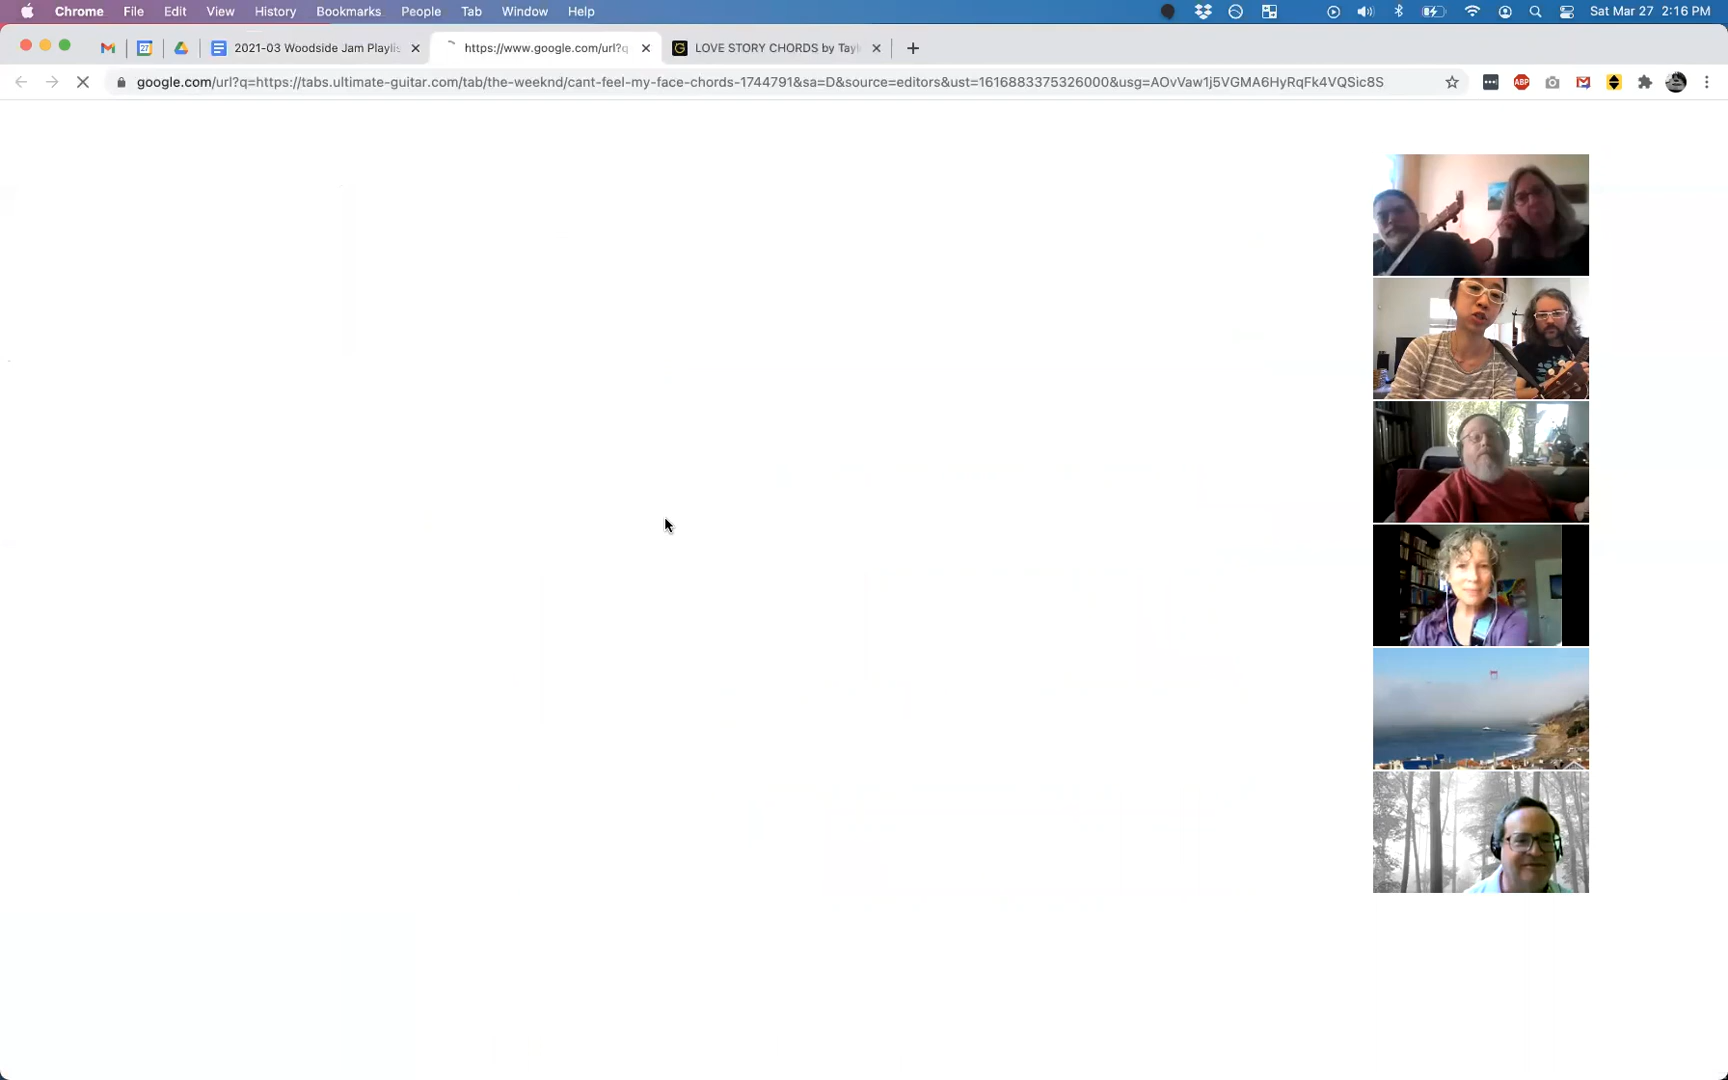 Chrome File Edit View History Bookmarks People Tab Window Help Sat Mar 27 2:16 PM
27 2021-03 Woodside Jam Playlis https://www.google.com/url?q LOVE STORY CHORDS by Tayl
google.com/url?q=https://tabs.ultimate-guitar.com/tab/the-weeknd/cant-feel-my-face-chords-1744791&sa=D&source=editors&ust=1616883375326000&usg=AOvVaw1j5VGMA6HyRqFk4VQSic8S ABP